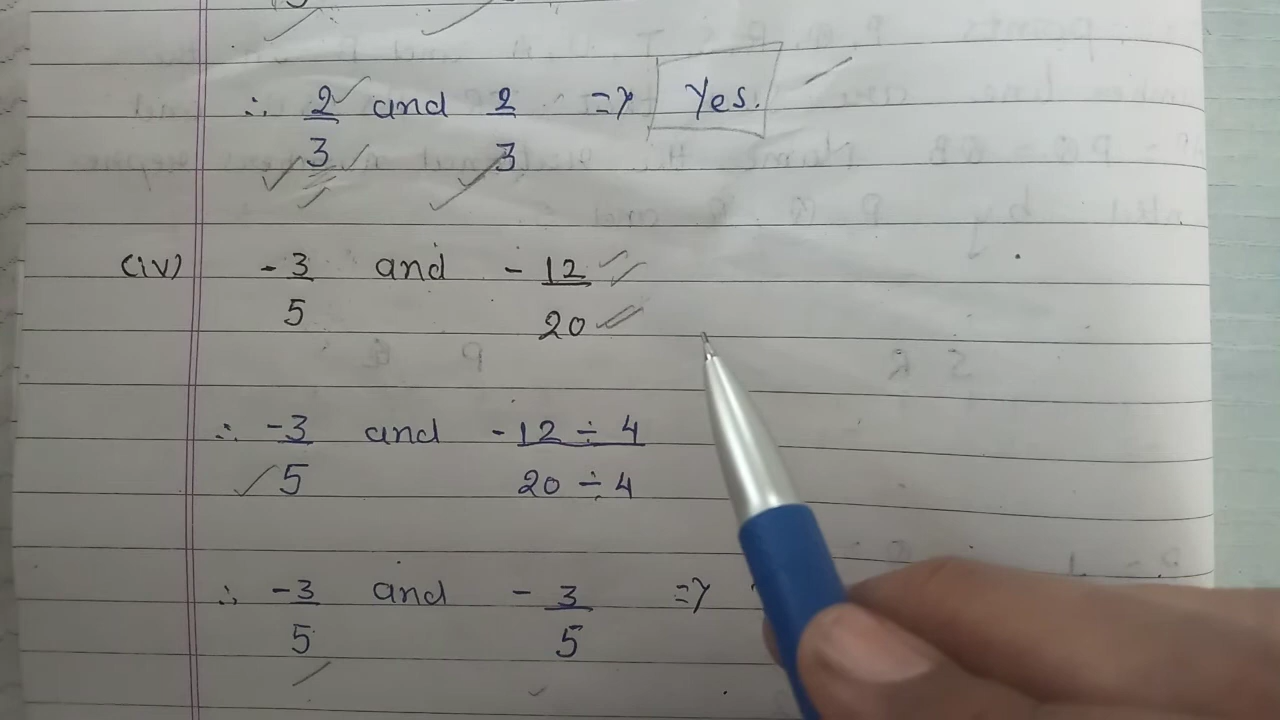 ∴ 2/3 and 2/3 => Yes.
(iv) -3/5 and -12/20
∴ -3/5 and -12 ÷ 4/20 ÷ 4
∴ -3/5 and -3/5 =>